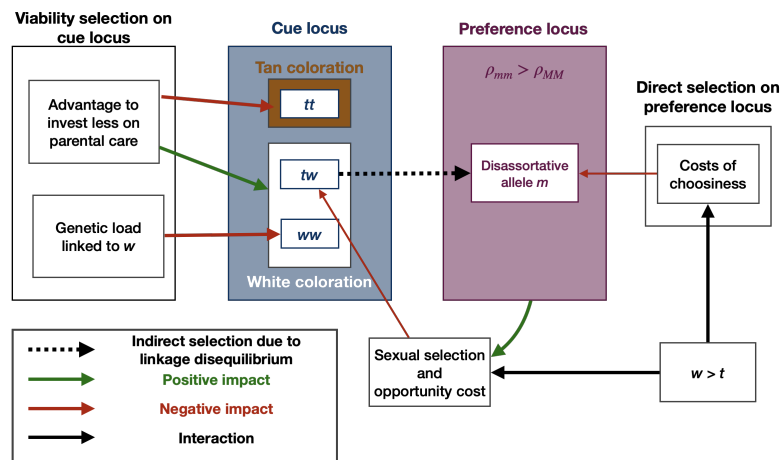 Viability selection on
cue locus
Cue locus
Preference locus
Tan coloration
ρmm > ρMM
Direct selection on
preference locus
Advantage to
invest less on
parental care
tt
tw
Disassortative
allele m
Costs of
choosiness
Genetic load
linked to w
ww
White coloration
Sexual selection
and
opportunity cost
w > t
Indirect selection due to
linkage disequilibrium
Positive impact
Negative impact
Interaction